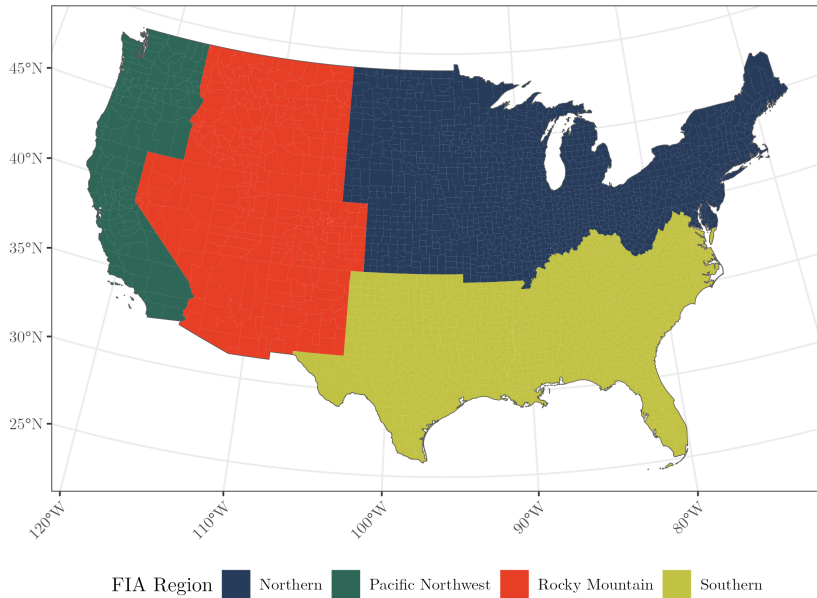 45°N
40°N
35°N
30°N
25°N
120°W
110°W
100°W
90°W
80°W
FIA Region Northern Pacific Northwest Rocky Mountain Southern